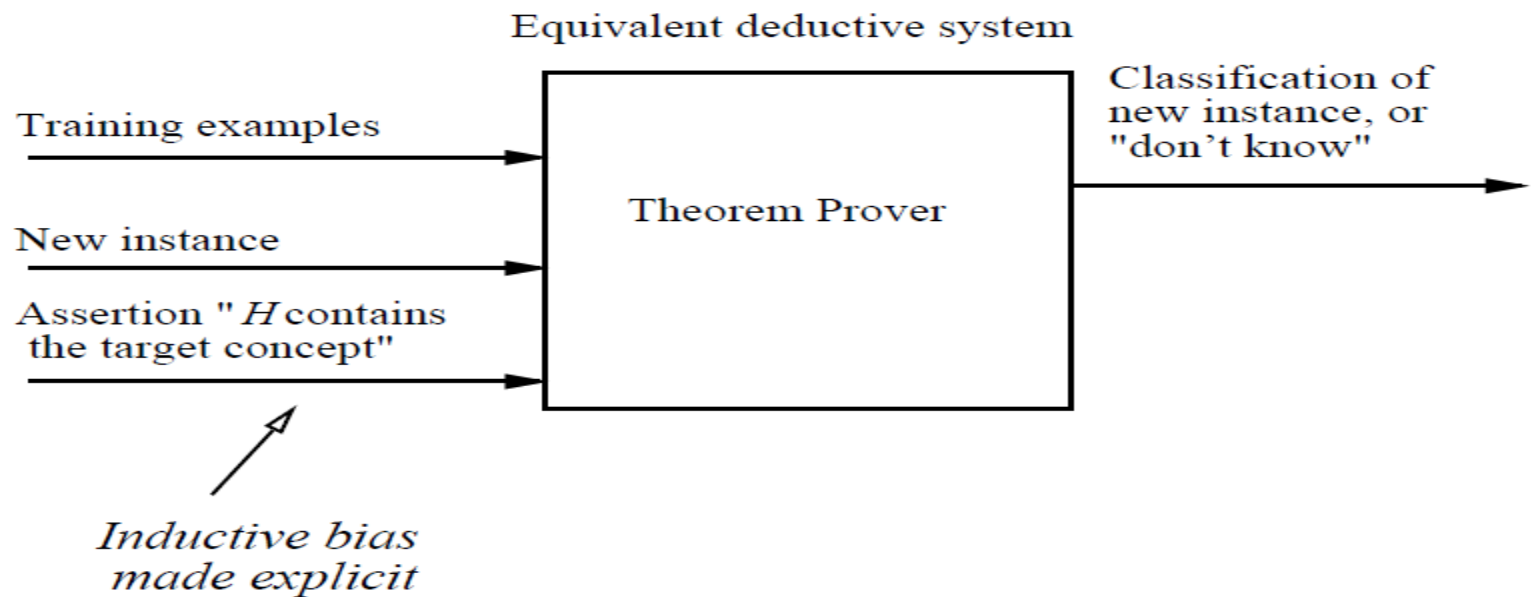 Equivalent deductive system
Training examples
New instance
Assertion " H contains
the target concept"
Theorem Prover
Classification of
new instance, or
"don't know"
Inductive bias
made explicit